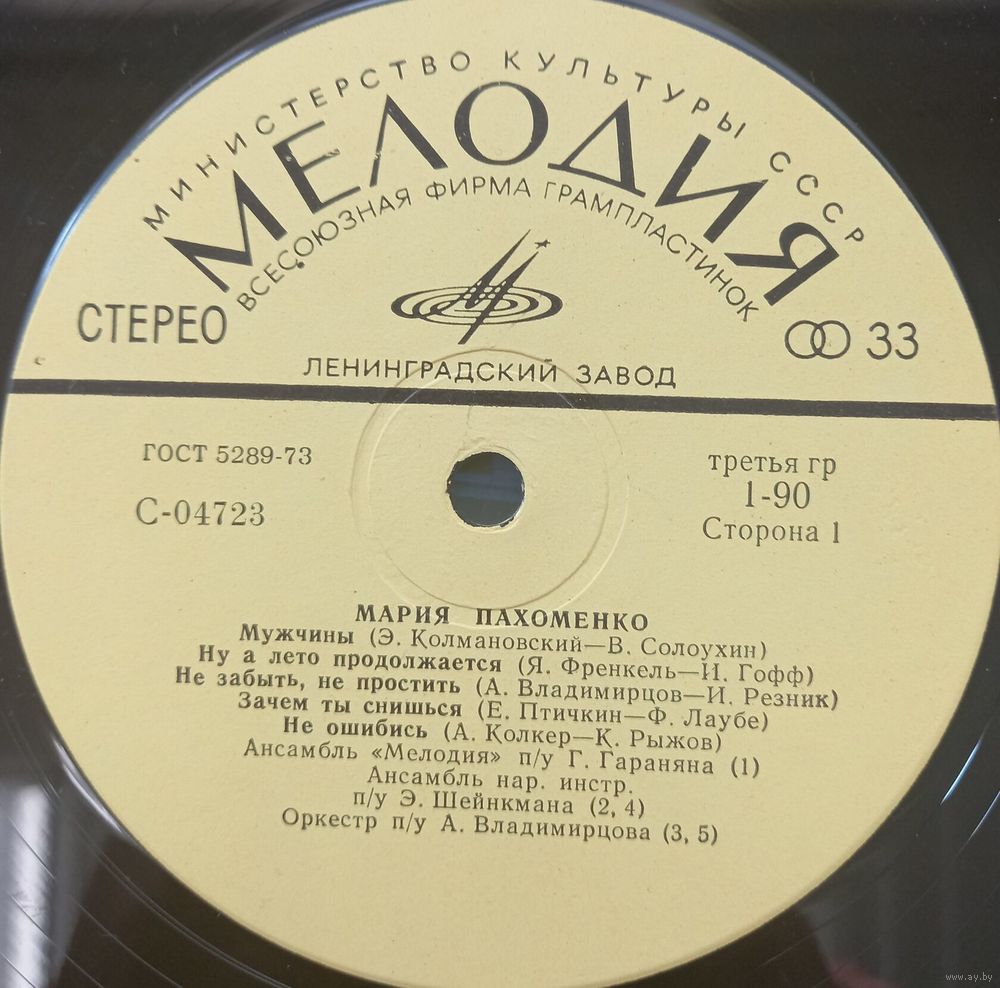 МИНИСТЕРСТВО КУЛЬТУРЫ СССР
МЕЛОДИЯ
ВСЕСОЮЗНАЯ ФИРМА ГРАМПЛАСТИНОК
СТЕРЕО
33
ЛЕНИНГРАДСКИЙ ЗАВОД
ГОСТ 5289-73
третья гр
С-04723
1-90
Сторона 1
МАРИЯ ПАХОМЕНКО
Мужчины (Э. Колмановский—В. Солоухин)
Ну а лето продолжается (Я. Френкель—И. Гофф)
Не забыть, не простить (А. Владимирцов—И. Резник)
Зачем ты снишься (Е. Птичкин—Ф. Лаубе)
Не ошибись (А. Колкер—К. Рыжов)
Ансамбль «Мелодия» п/у Г. Гараняна (1)
Ансамбль нар. инстр.
п/у Э. Шейнкмана (2, 4)
Оркестр п/у А. Владимирцова (3, 5)
www.ay.by